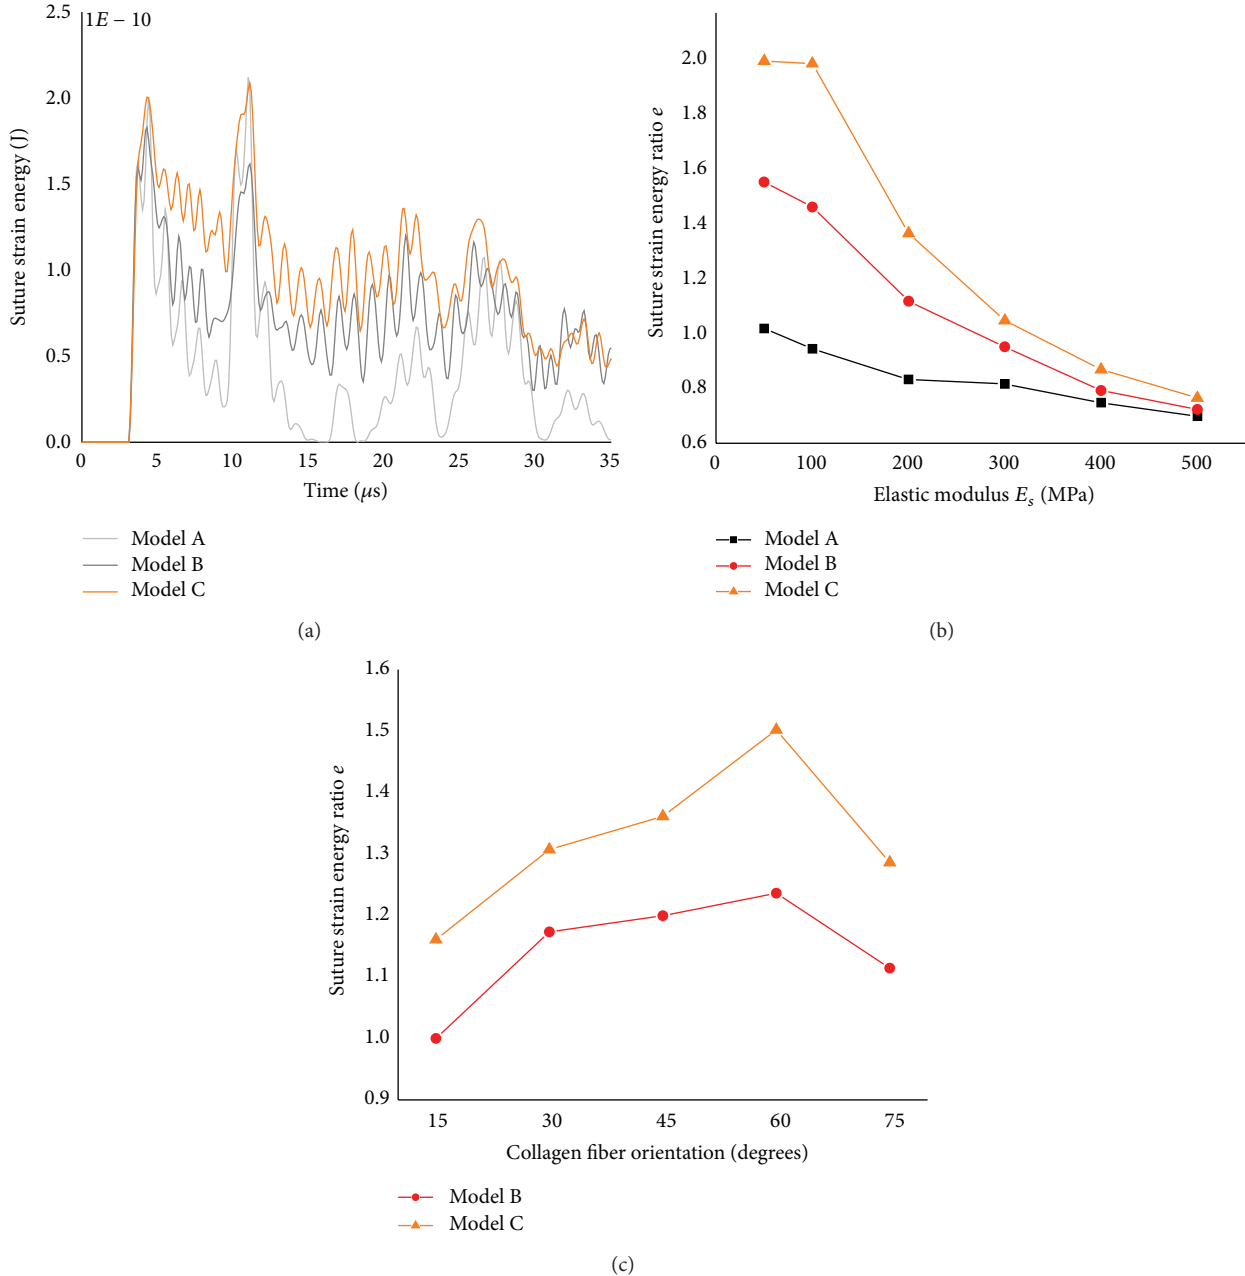 1E − 10
2.5
2.0
1.5
1.0
0.5
0.0
Suture strain energy (J)
0 5 10 15 20 25 30 35
Time (μs)
Model A
Model B
Model C
(a)
2.0
1.8
1.6
1.4
1.2
1.0
0.8
0.6
Suture strain energy ratio e
0 100 200 300 400 500
Elastic modulus Eₛ (MPa)
Model A
Model B
Model C
(b)
1.6
1.5
1.4
1.3
1.2
1.1
1.0
0.9
Suture strain energy ratio e
15 30 45 60 75
Collagen fiber orientation (degrees)
Model B
Model C
(c)